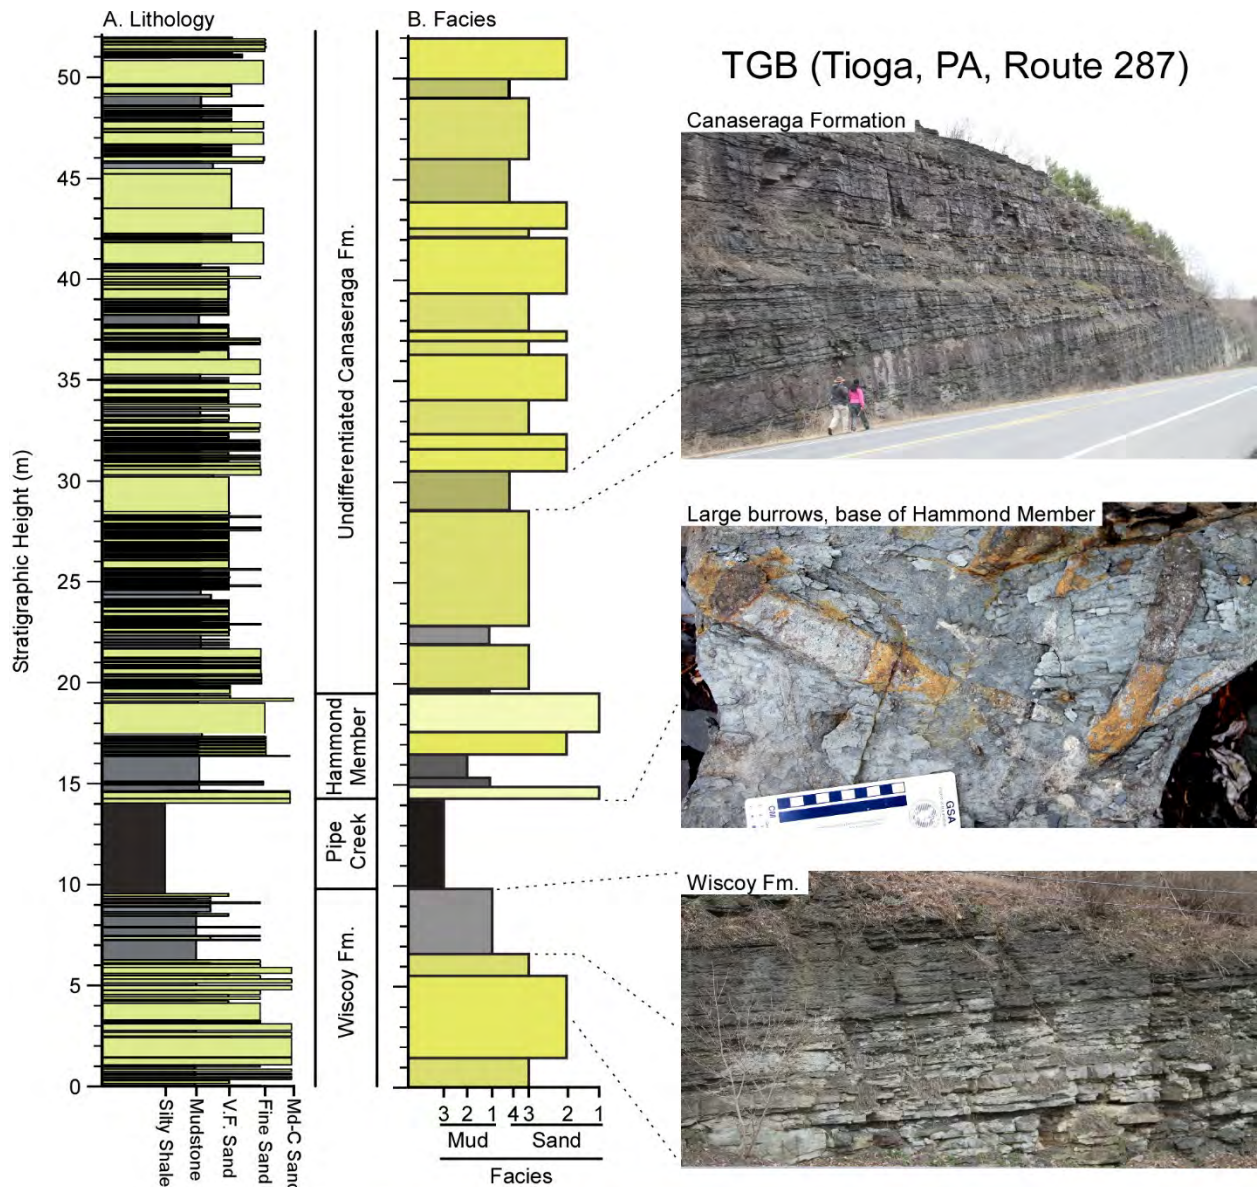 A. Lithology
B. Facies
TGB (Tioga, PA, Route 287)
Canaseraga Formation
Large burrows, base of Hammond Member
Wiscoy Fm.
Stratigraphic Height (m)
50
45
40
35
30
25
20
15
10
5
0
Undifferentiated Canaseraga Fm.
Hammond
Member
Pipe
Creek
Wiscoy Fm.
Silty Shale
Mudstone
V.F. Sand
Fine Sand
Md-C Sand
3 2 1 4 3 2 1
Mud Sand
Facies
CM
GSA